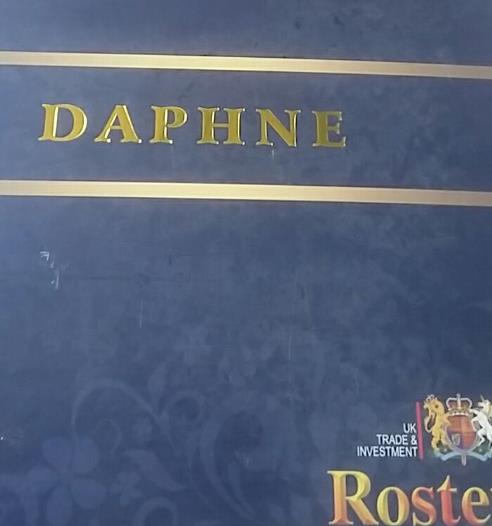 DAPHNE
UK
TRADE &
INVESTMENT
Roste